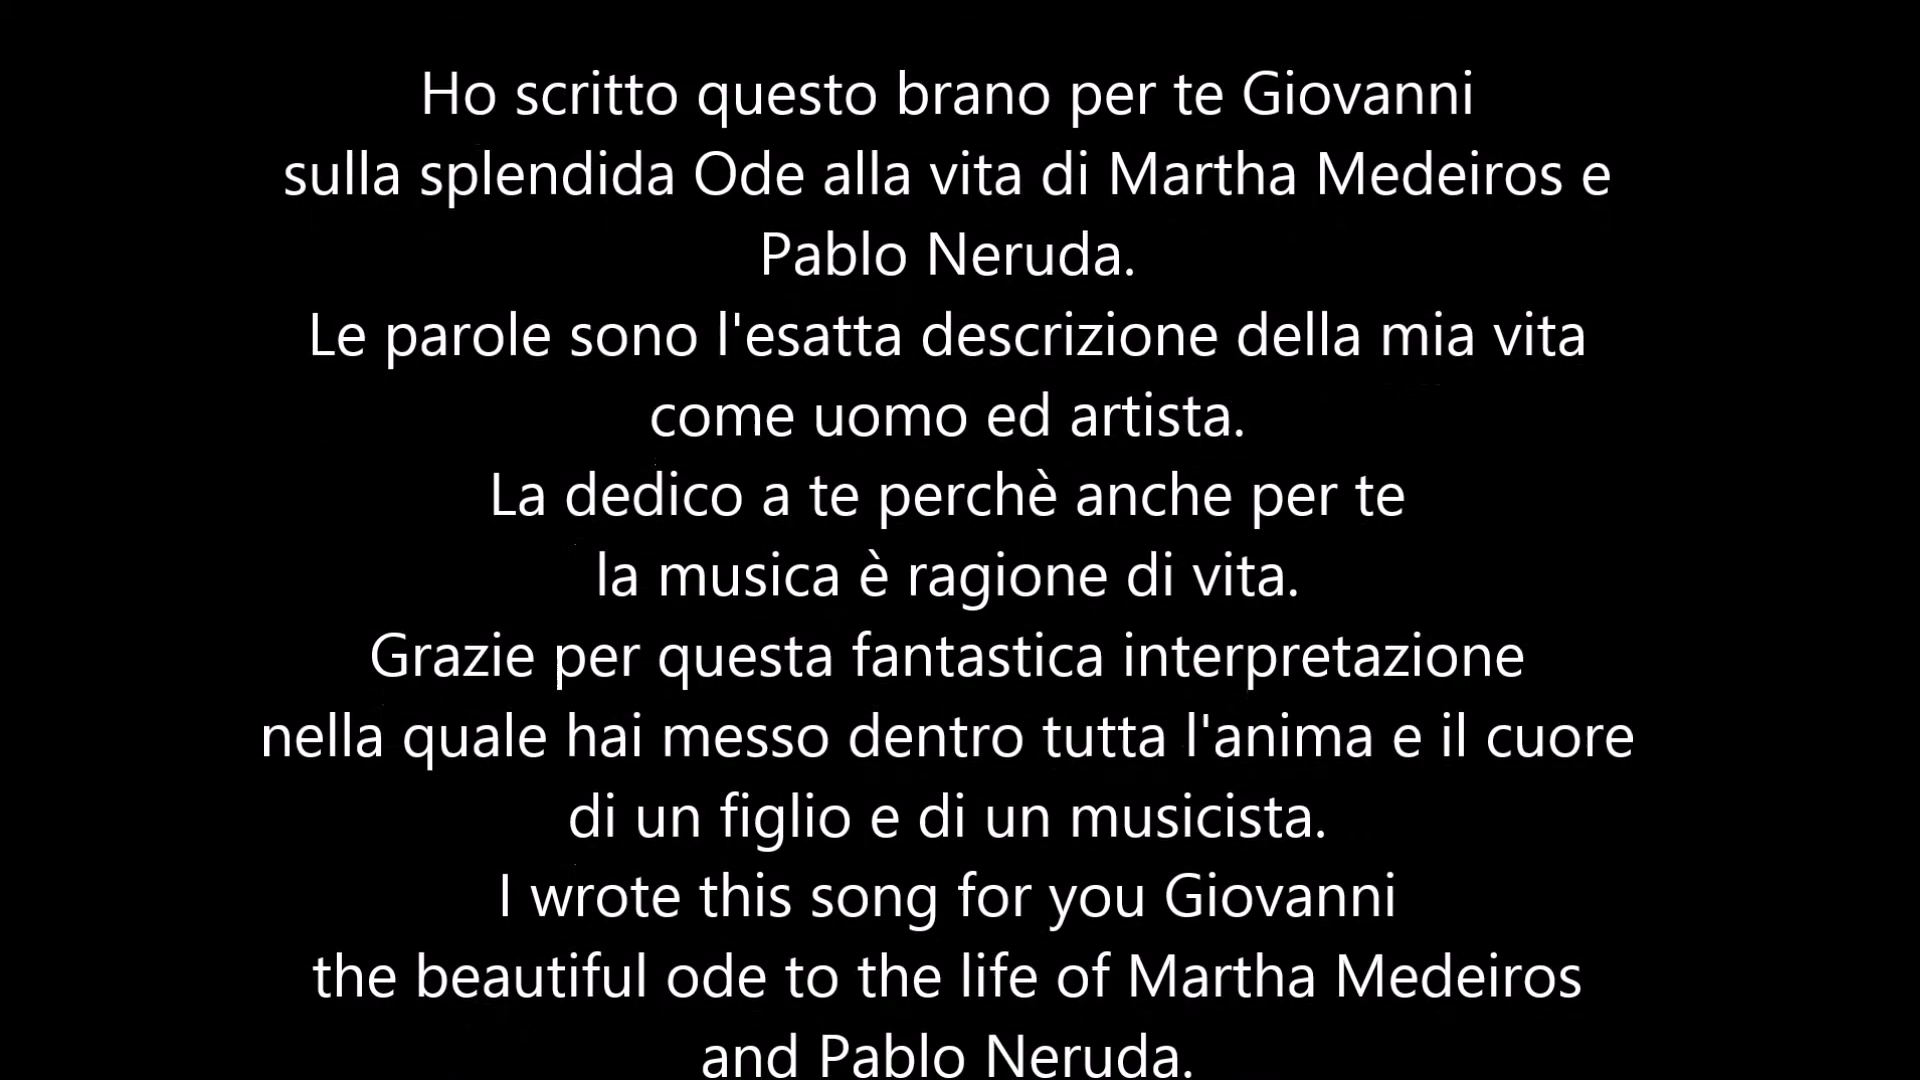 Ho scritto questo brano per te Giovanni
sulla splendida Ode alla vita di Martha Medeiros e
Pablo Neruda.
Le parole sono l'esatta descrizione della mia vita
come uomo ed artista.
La dedico a te perchè anche per te
la musica è ragione di vita.
Grazie per questa fantastica interpretazione
nella quale hai messo dentro tutta l'anima e il cuore
di un figlio e di un musicista.
I wrote this song for you Giovanni
the beautiful ode to the life of Martha Medeiros
and Pablo Neruda.